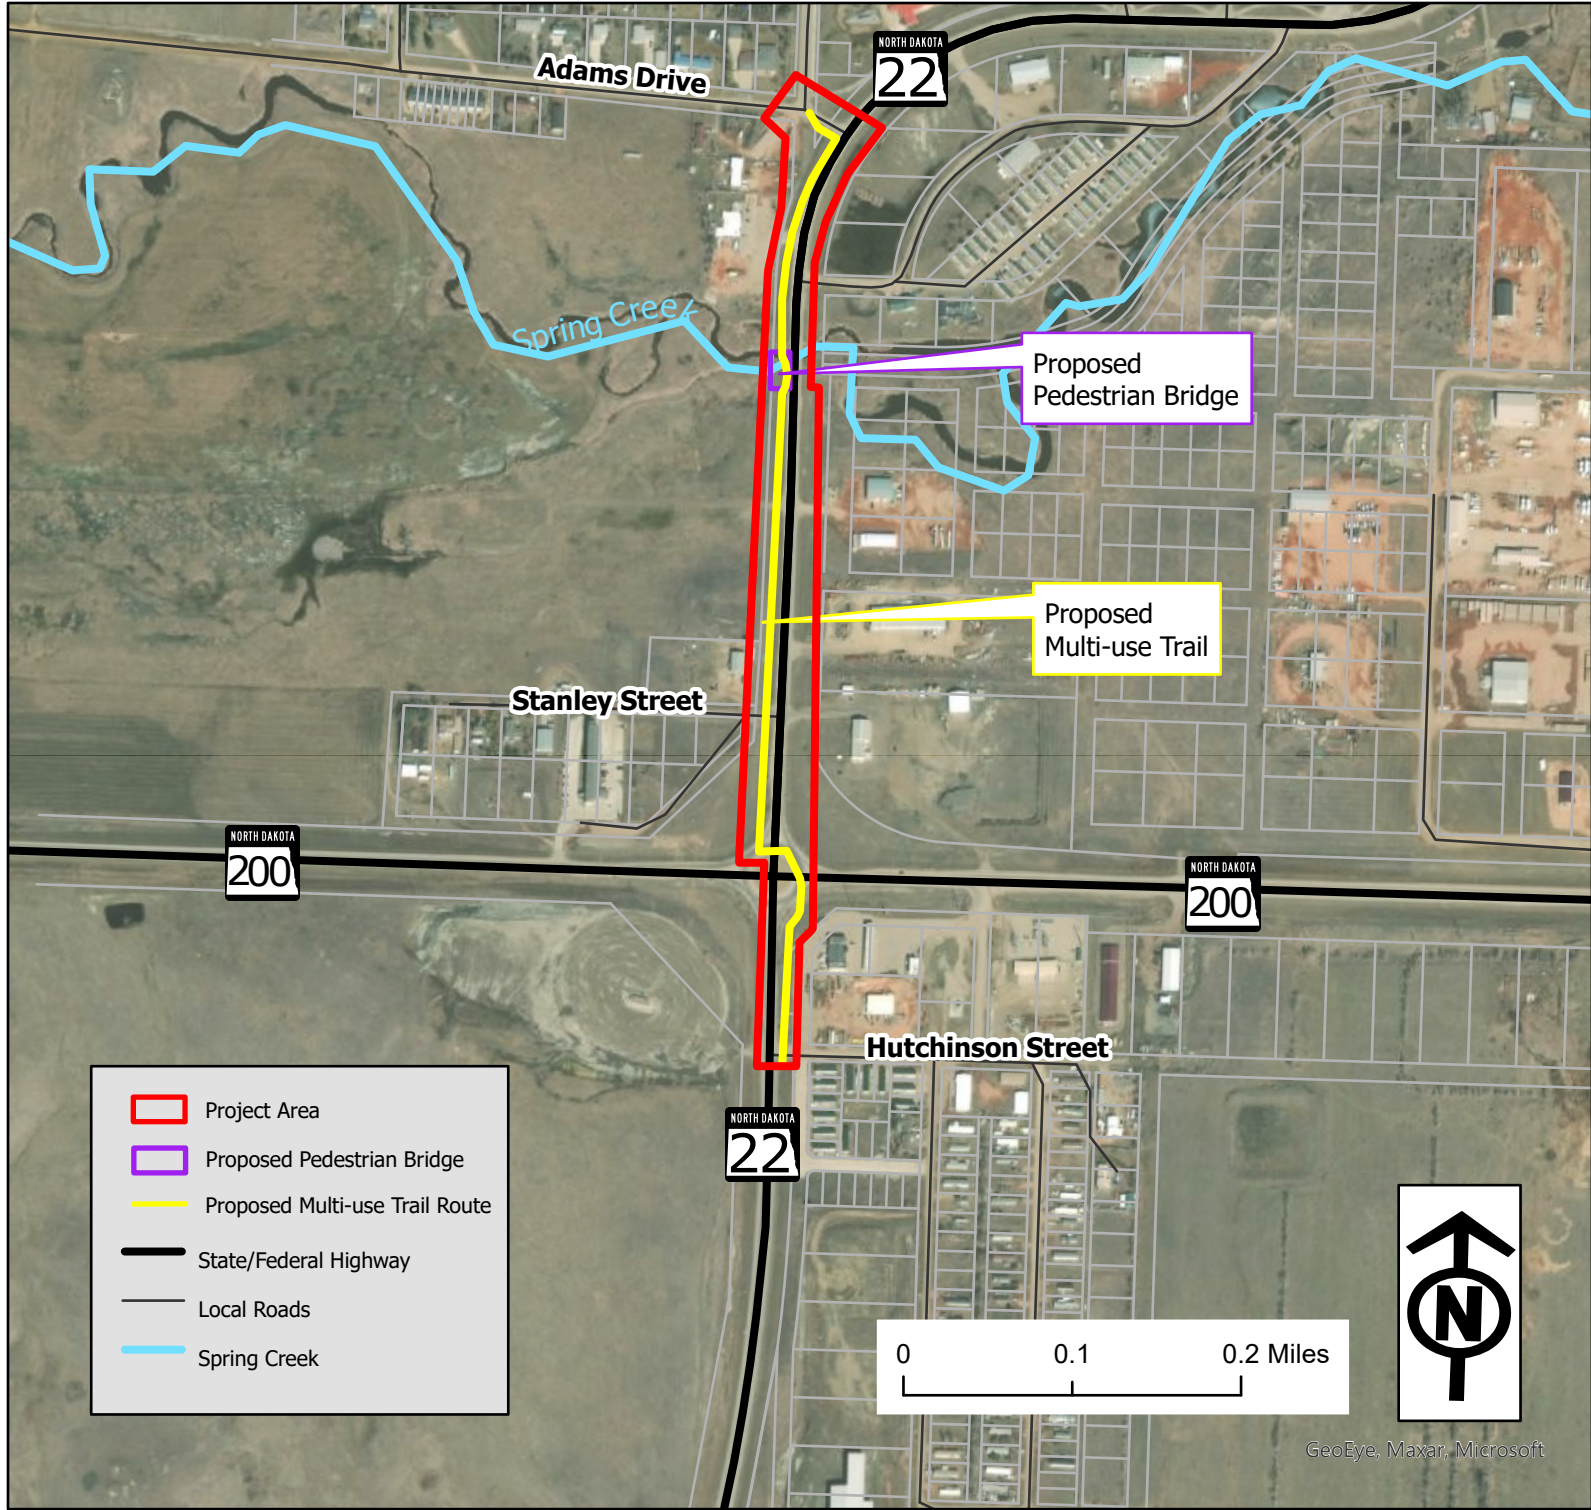 Adams Drive
NORTH DAKOTA
22
Spring Creek
Proposed
Pedestrian Bridge
Proposed
Multi-use Trail
Stanley Street
NORTH DAKOTA
200
NORTH DAKOTA
200
Hutchinson Street
NORTH DAKOTA
22
Project Area
Proposed Pedestrian Bridge
Proposed Multi-use Trail Route
State/Federal Highway
Local Roads
Spring Creek
0 0.1 0.2 Miles
N
GeoEye, Maxar, Microsoft